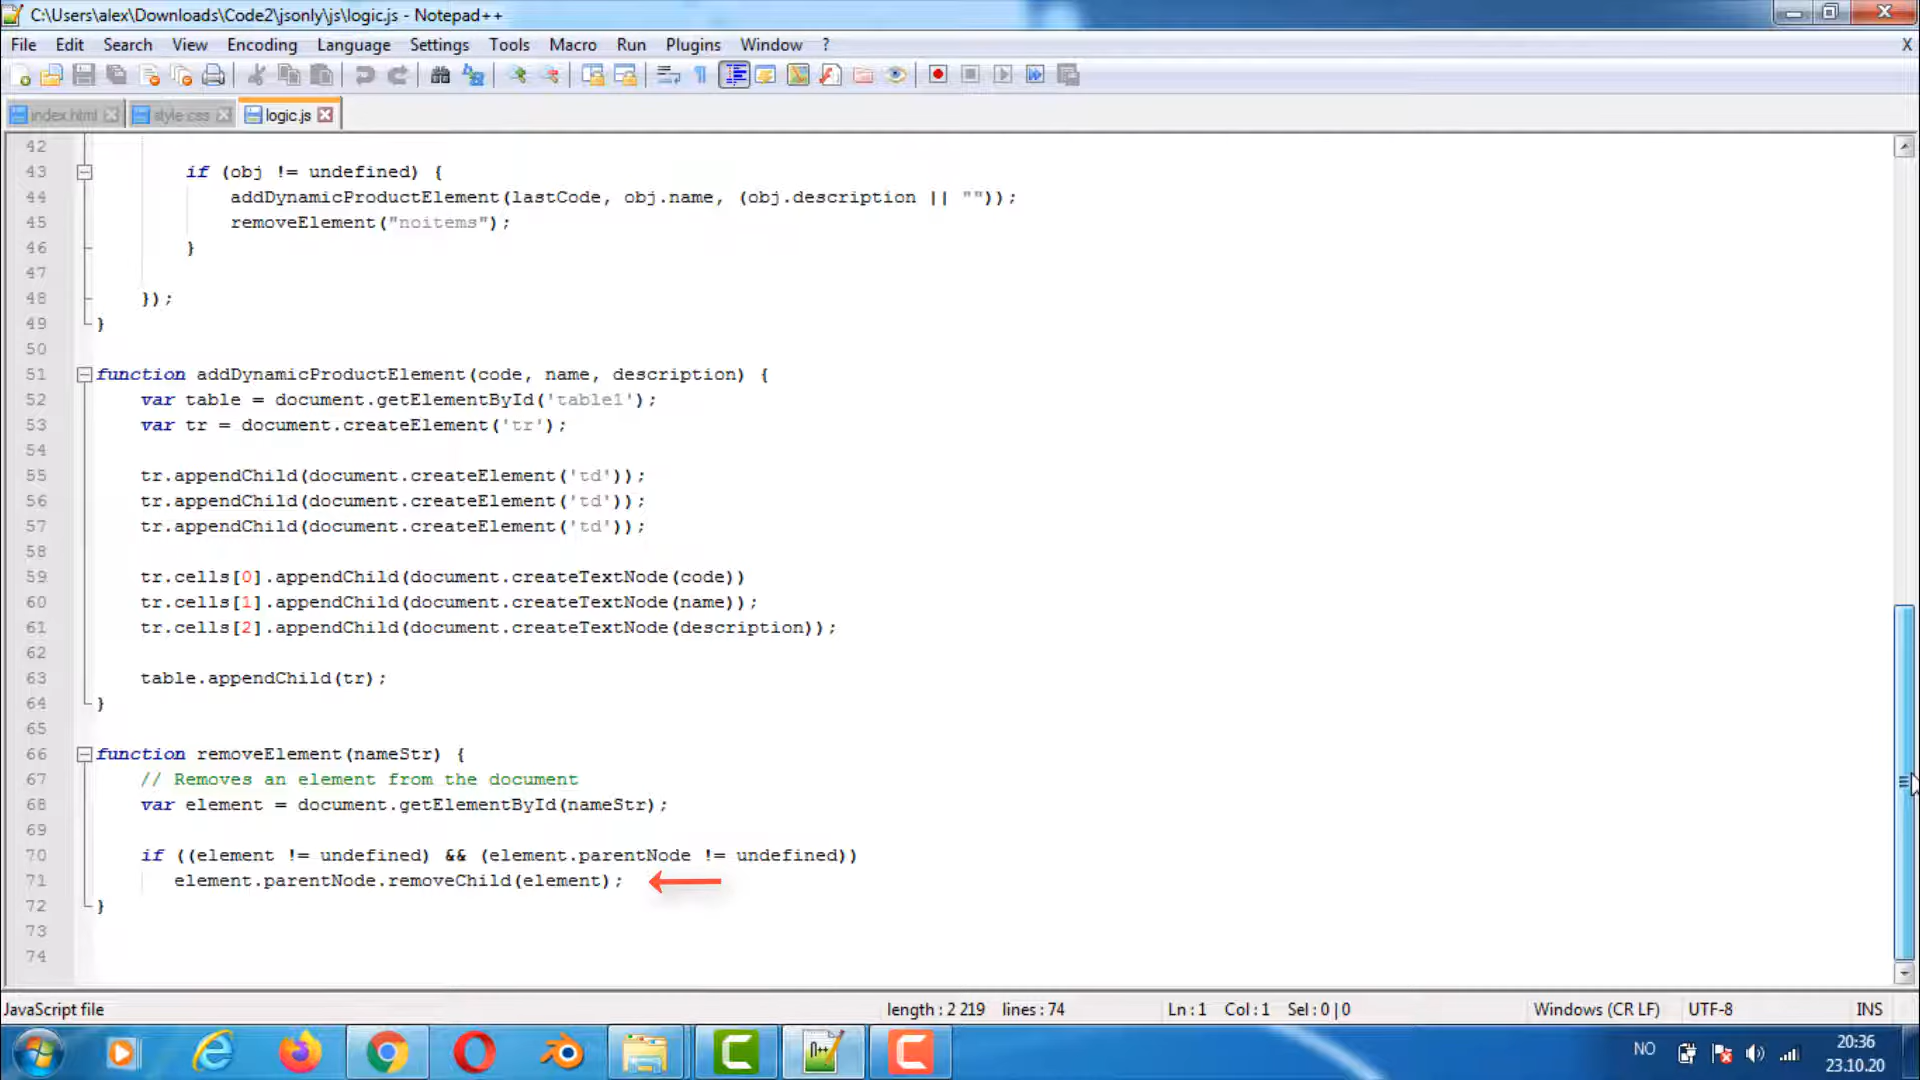 C:\Users\alex\Downloads\Code2\jsonly\js\logic.js - Notepad++
File Edit Search View Encoding Language Settings Tools Macro Run Plugins Window ? X
index.html style.css logic.js
42
43 if (obj != undefined) {
44 addDynamicProductElement(lastCode, obj.name, (obj.description || ""));
45 removeElement("noitems");
46 }
47
48 });
49 }
50
51 function addDynamicProductElement(code, name, description) {
52 var table = document.getElementById('table1');
53 var tr = document.createElement('tr');
54
55 tr.appendChild(document.createElement('td'));
56 tr.appendChild(document.createElement('td'));
57 tr.appendChild(document.createElement('td'));
58
59 tr.cells[0].appendChild(document.createTextNode(code))
60 tr.cells[1].appendChild(document.createTextNode(name));
61 tr.cells[2].appendChild(document.createTextNode(description));
62
63 table.appendChild(tr);
64 }
65
66 function removeElement(nameStr) {
67 // Removes an element from the document
68 var element = document.getElementById(nameStr);
69
70 if ((element != undefined) && (element.parentNode != undefined))
71 element.parentNode.removeChild(element);
72 }
73
74
JavaScript file length : 2 219 lines : 74 Ln : 1 Col : 1 Sel : 0 | 0 Windows (CR LF) UTF-8 INS
NO 20:36
23.10.20